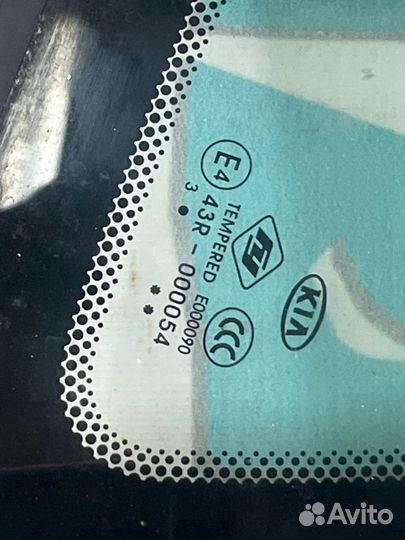 KIA
CCC
E000090
TEMPERED
E4
43R-000054
3
Avito